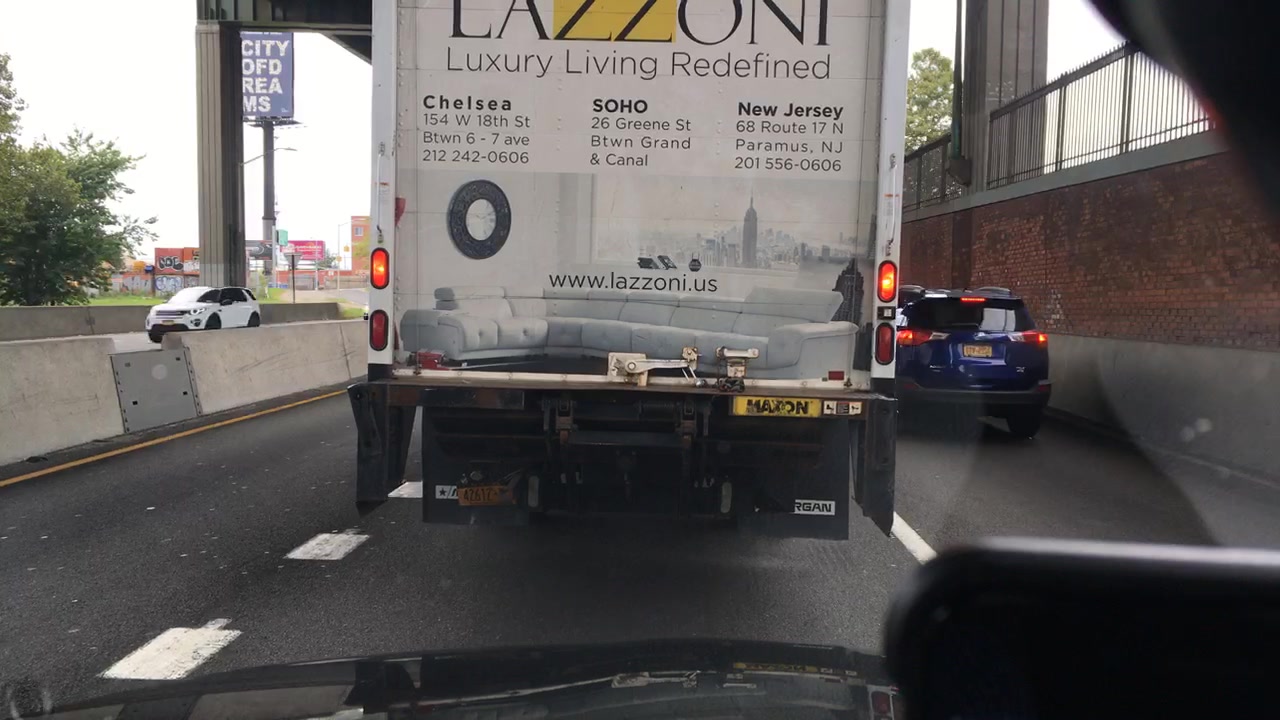 CITY
OFD
REA
MS
LAZZONI
Luxury Living Redefined
Chelsea
154 W 18th St
Btwn 6 - 7 ave
212 242-0606
SOHO
26 Greene St
Btwn Grand
& Canal
New Jersey
68 Route 17 N
Paramus, NJ
201 556-0606
www.lazzoni.us
MAXON
RGAN